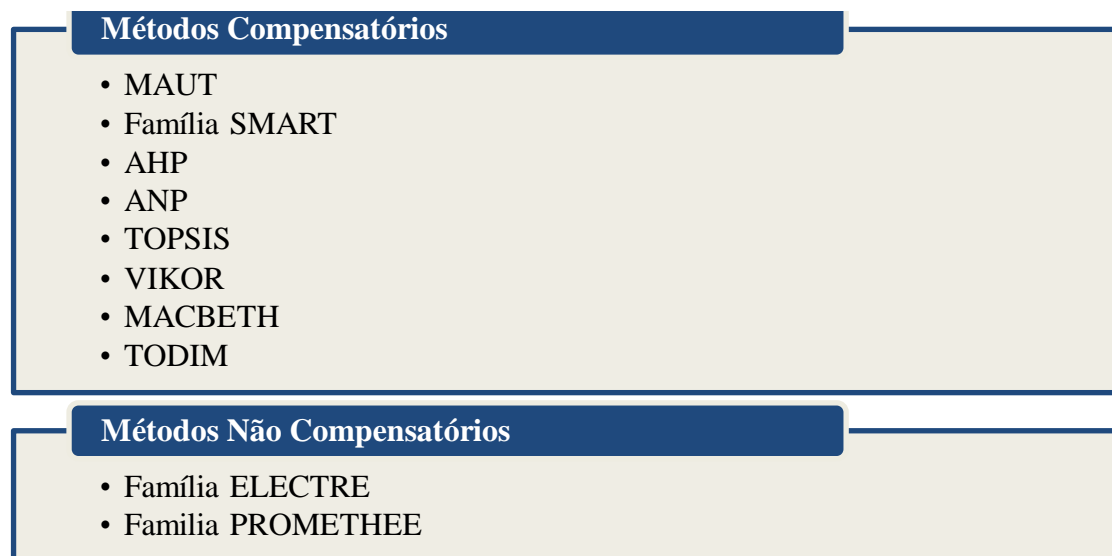 Métodos Compensatórios
• MAUT
• Família SMART
• AHP
• ANP
• TOPSIS
• VIKOR
• MACBETH
• TODIM
Métodos Não Compensatórios
• Família ELECTRE
• Familia PROMETHEE